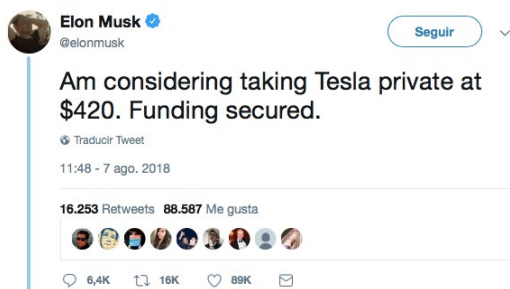 Elon Musk
@elonmusk
Seguir
Am considering taking Tesla private at
$420. Funding secured.
Traducir Tweet
11:48 - 7 ago. 2018
16.253 Retweets 88.587 Me gusta
6,4K 16K 89K